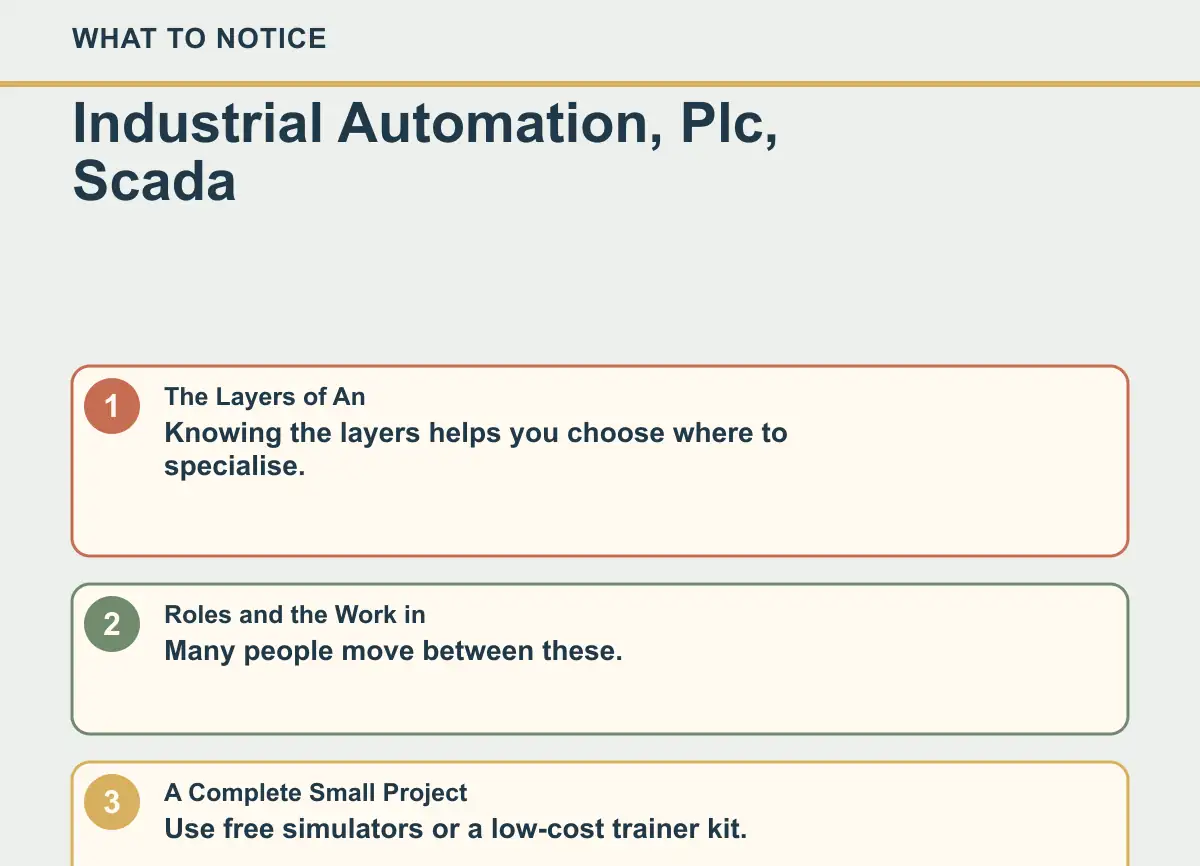 WHAT TO NOTICE
Industrial Automation, Plc,
Scada
1
The Layers of An
Knowing the layers helps you choose where to
specialise.
2
Roles and the Work in
Many people move between these.
3
A Complete Small Project
Use free simulators or a low-cost trainer kit.